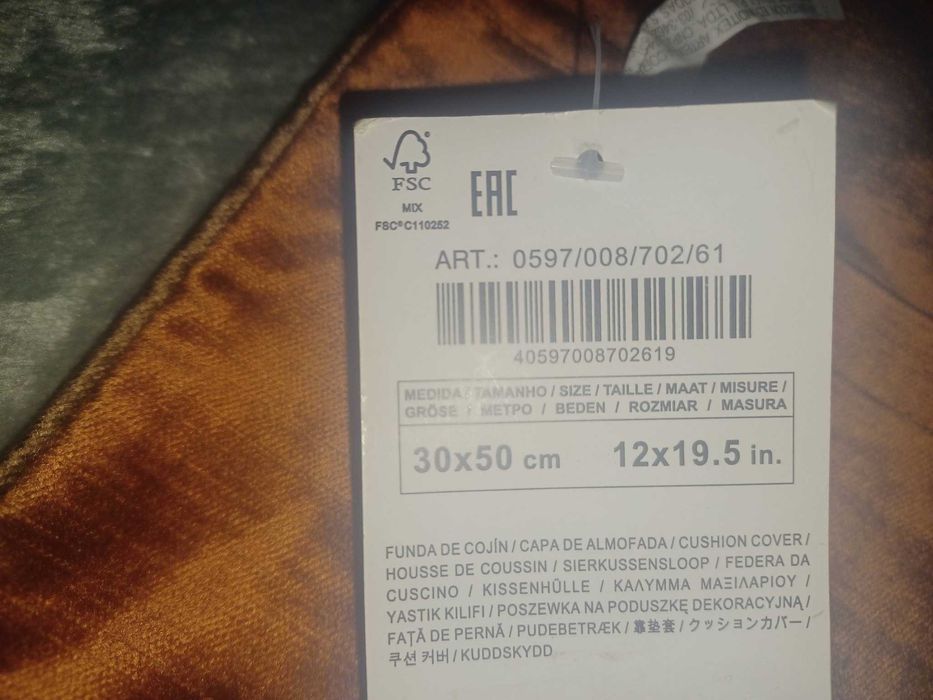 FSC
MIX
FSC® C110252
EAC
ART.: 0597/008/702/61
40597008702619
MEDIDA / TAMANHO / SIZE / TAILLE / MAAT / MISURE /
GRÖSE / METPO / BEDEN / ROZMIAR / MASURA
30x50 cm 12x19.5 in.
FUNDA DE COJÍN / CAPA DE ALMOFADA / CUSHION COVER /
HOUSSE DE COUSSIN / SIERKUSSENSLOOP / FEDERA DA
CUSCINO / KISSENHÜLLE / ΚΑΛΥΜΜΑ ΜΑΞΙΛΑΡΙΟΥ /
YASTIK KILIFI / POSZEWKA NA PODUSZKĘ DEKORACYJNĄ /
FAŢĂ DE PERNĂ / PUDEBETRÆK / 靠垫套 / クッションカバー /
쿠션 커버 / KUDDSKYDD